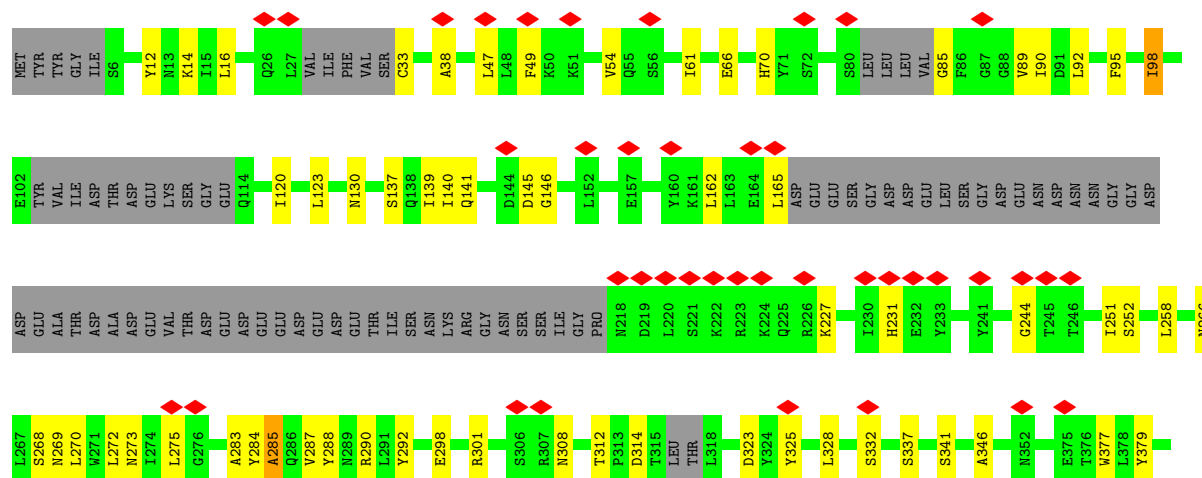 MET TYR TYR GLY ILE S6 Y12 N13 K14 I15 L16 Q26 L27 VAL ILE PHE VAL SER C33 A38 L47 L48 F49 K50 K51 V54 Q55 S56 I61 E66 H70 Y71 S72 S80 LEU LEU LEU VAL G85 F86 G87 G88 V89 I90 D91 L92 F95 I98
E102 TYR VAL ILE ASP THR ASP GLU LYS SER GLY GLU Q114 I120 L123 N130 S137 Q138 I139 I140 Q141 D144 D145 G146 L152 E157 Y160 K161 L162 L163 E164 L165 ASP GLU GLU SER GLY ASP ASP GLU LEU SER GLY ASP GLU ASN ASP ASN ASN GLY GLY ASP
ASP GLU ALA THR ASP ALA ASP GLU VAL THR ASP GLU ASP GLU GLU ASP GLU ASP GLU THR ILE SER ASN LYS ARG GLY ASN SER SER ILE GLY PRO N218 D219 L220 S221 K222 R223 K224 Q225 R226 K227 I230 H231 E232 Y233 Y241 G244 T245 T246 I251 S252 L258
L267 S268 N269 L270 W271 L272 N273 I274 L275 G276 A283 Y284 A285 Q286 V287 Y288 N289 R290 L291 Y292 E298 R301 S306 R307 N308 T312 P313 D314 T315 LEU THR L318 D323 Y324 Y325 L328 S332 S337 S341 A346 N352 E375 T376 W377 L378 Y379